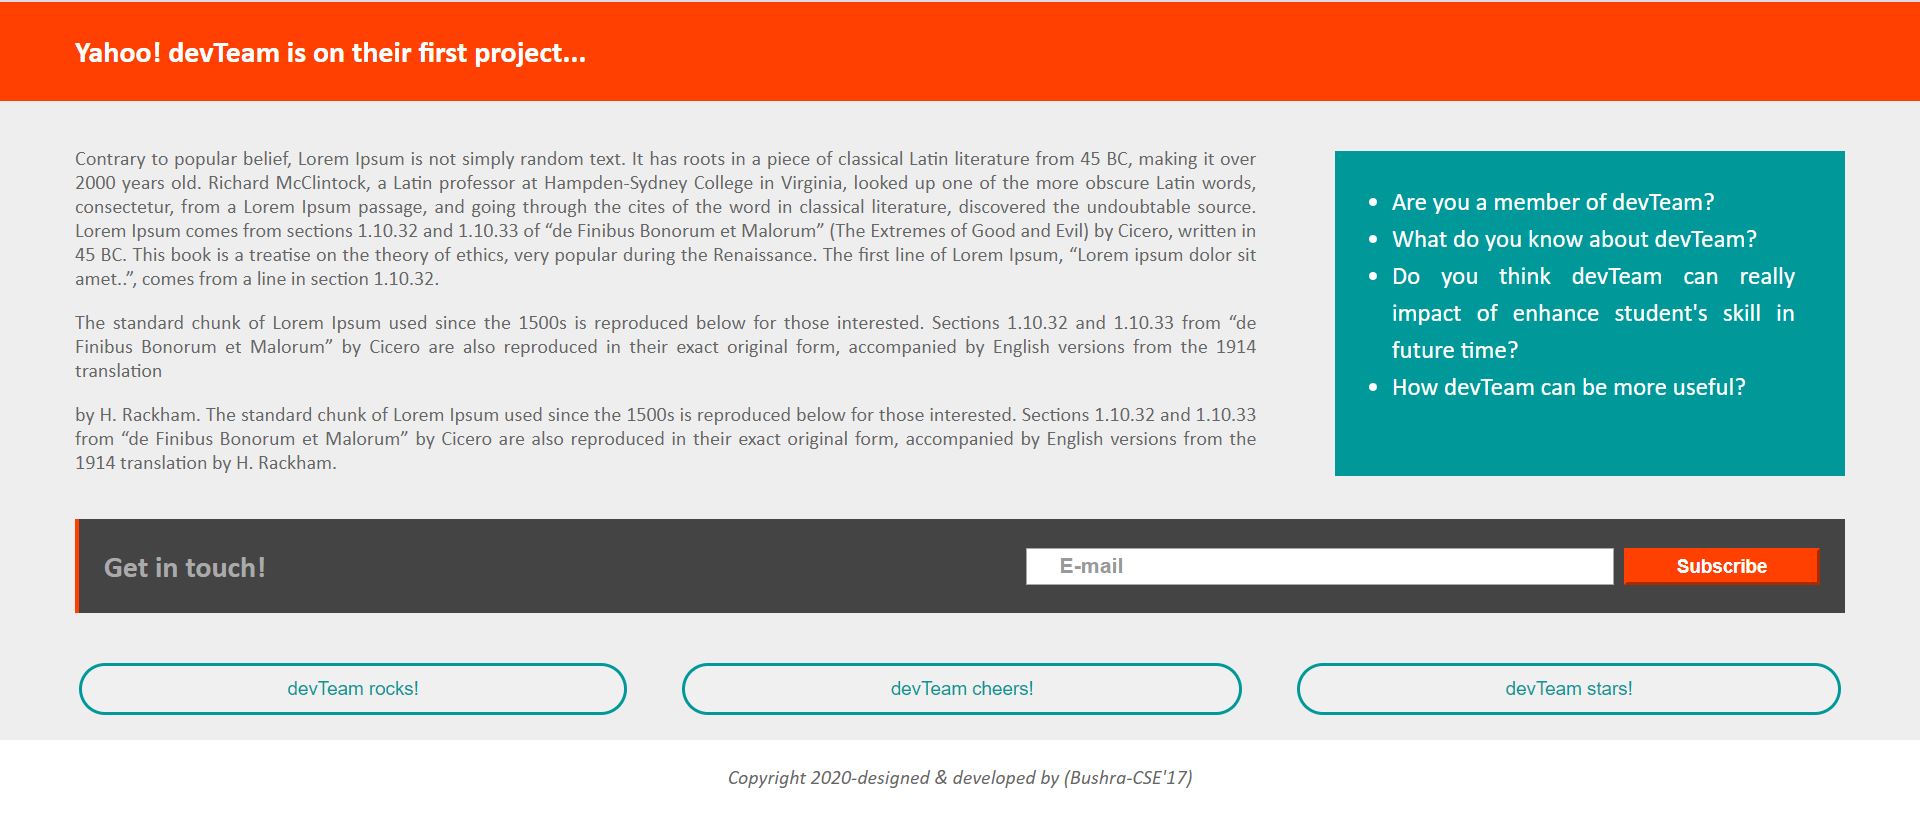 Yahoo! devTeam is on their first project...
Contrary to popular belief, Lorem Ipsum is not simply random text. It has roots in a piece of classical Latin literature from 45 BC, making it over
2000 years old. Richard McClintock, a Latin professor at Hampden-Sydney College in Virginia, looked up one of the more obscure Latin words,
consectetur, from a Lorem Ipsum passage, and going through the cites of the word in classical literature, discovered the undoubtable source.
Lorem Ipsum comes from sections 1.10.32 and 1.10.33 of “de Finibus Bonorum et Malorum” (The Extremes of Good and Evil) by Cicero, written in
45 BC. This book is a treatise on the theory of ethics, very popular during the Renaissance. The first line of Lorem Ipsum, “Lorem ipsum dolor sit
amet..”, comes from a line in section 1.10.32.
The standard chunk of Lorem Ipsum used since the 1500s is reproduced below for those interested. Sections 1.10.32 and 1.10.33 from “de
Finibus Bonorum et Malorum” by Cicero are also reproduced in their exact original form, accompanied by English versions from the 1914
translation
by H. Rackham. The standard chunk of Lorem Ipsum used since the 1500s is reproduced below for those interested. Sections 1.10.32 and 1.10.33
from “de Finibus Bonorum et Malorum” by Cicero are also reproduced in their exact original form, accompanied by English versions from the
1914 translation by H. Rackham.
• Are you a member of devTeam?
• What do you know about devTeam?
• Do you think devTeam can really
impact of enhance student's skill in
future time?
• How devTeam can be more useful?
Get in touch!
E-mail
Subscribe
devTeam rocks!
devTeam cheers!
devTeam stars!
Copyright 2020-designed & developed by (Bushra-CSE'17)